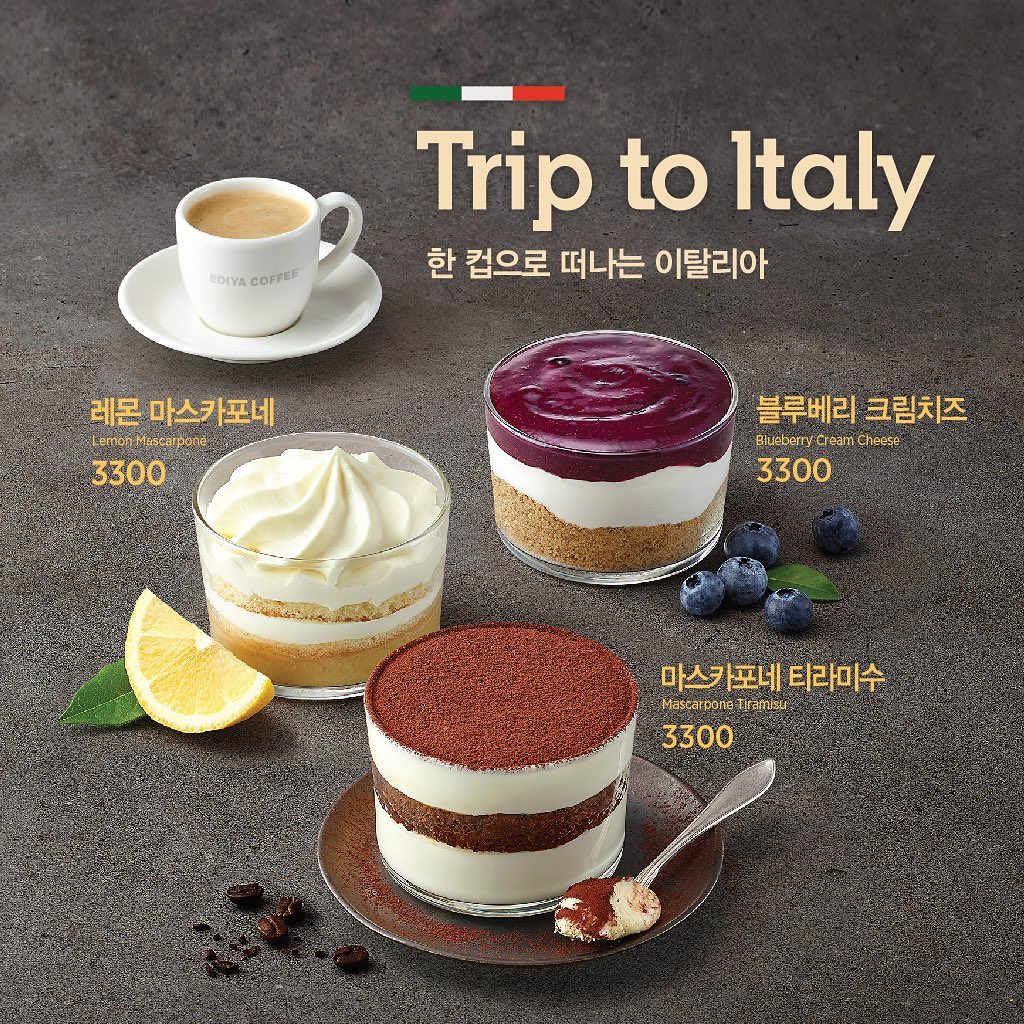 Trip to Italy
한 컵으로 떠나는 이탈리아
EDIYA COFFEE
레몬 마스카포네
Lemon Mascarpone
3300
블루베리 크림치즈
Blueberry Cream Cheese
3300
마스카포네 티라미수
Mascarpone Tiramisu
3300